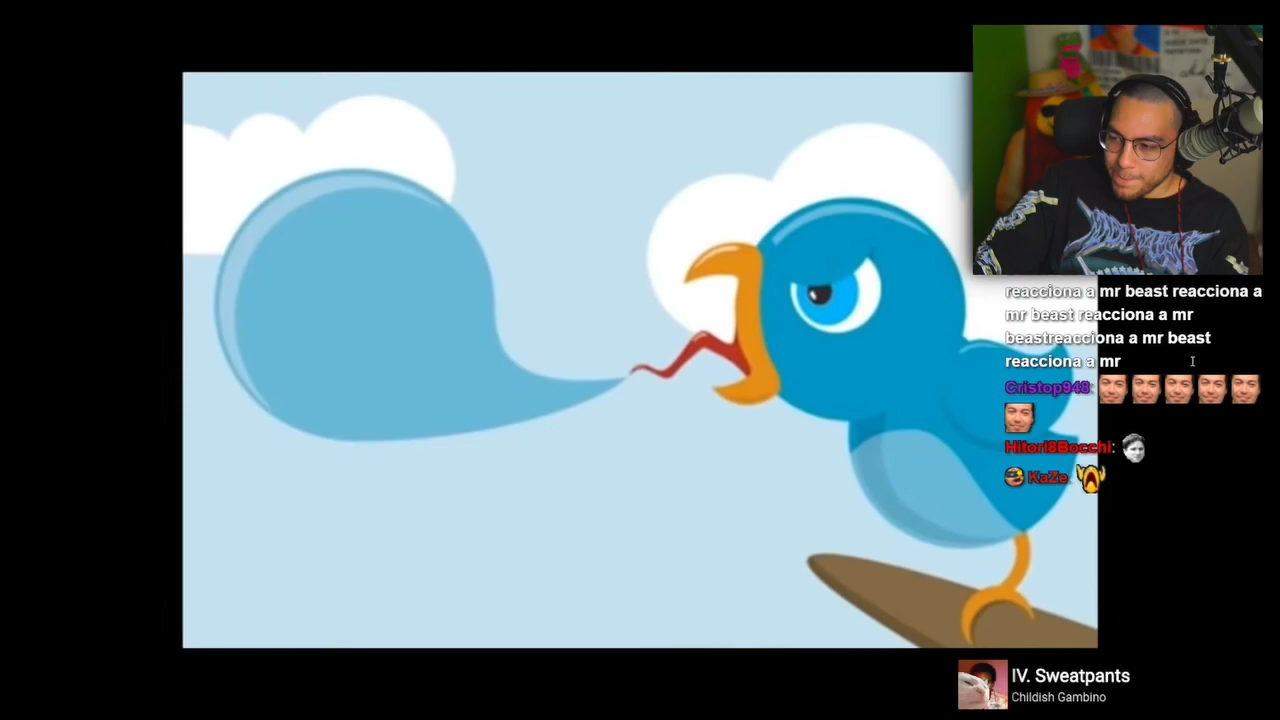 reacciona a mr beast reacciona a
mr beast reacciona a mr
beastreacciona a mr beast
reacciona a mr
Cristop948:
Hitori8Bocchi:
KaZe:
IV. Sweatpants
Childish Gambino